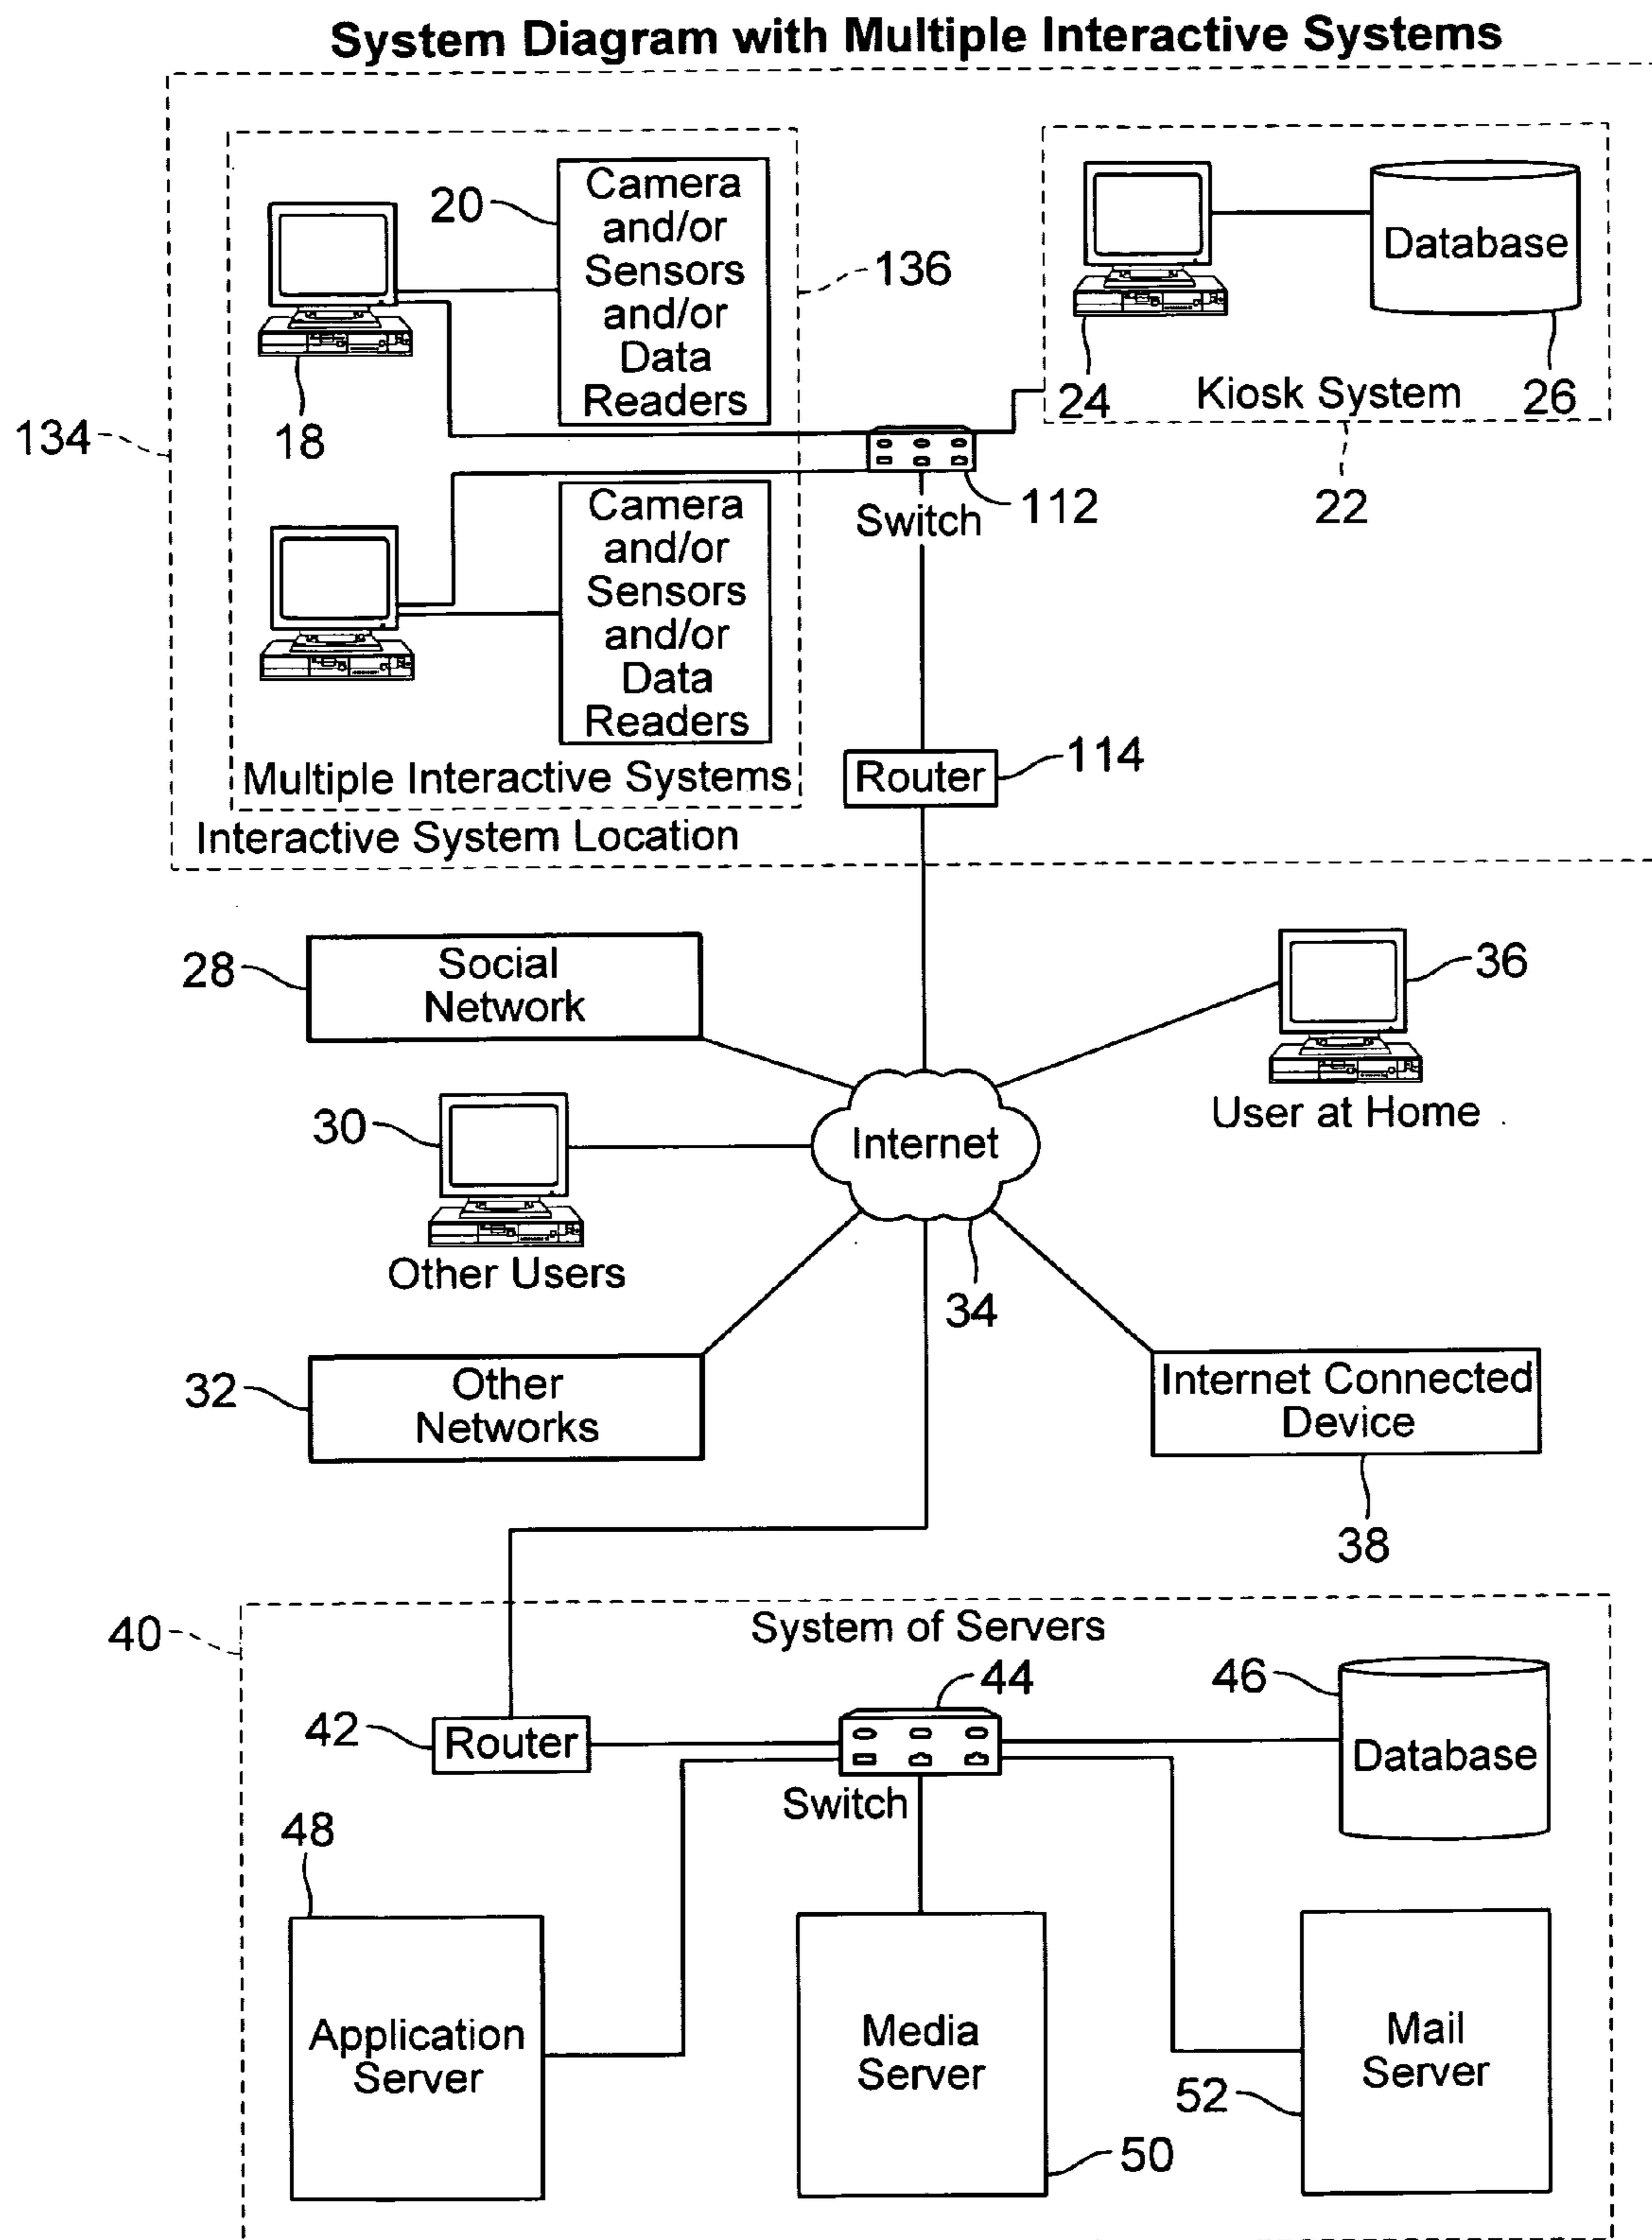 System Diagram with Multiple Interactive Systems
20
Camera
and/or
Sensors
and/or
Data
Readers
136
18
134
Database
24
Kiosk System
26
22
Switch
112
Camera
and/or
Sensors
and/or
Data
Readers
Multiple Interactive Systems
Router
114
Interactive System Location
28
Social
Network
36
User at Home
30
Other Users
Internet
34
32
Other
Networks
Internet Connected
Device
38
40
System of Servers
44
46
42
Router
Switch
Database
48
Application
Server
Media
Server
50
Mail
Server
52